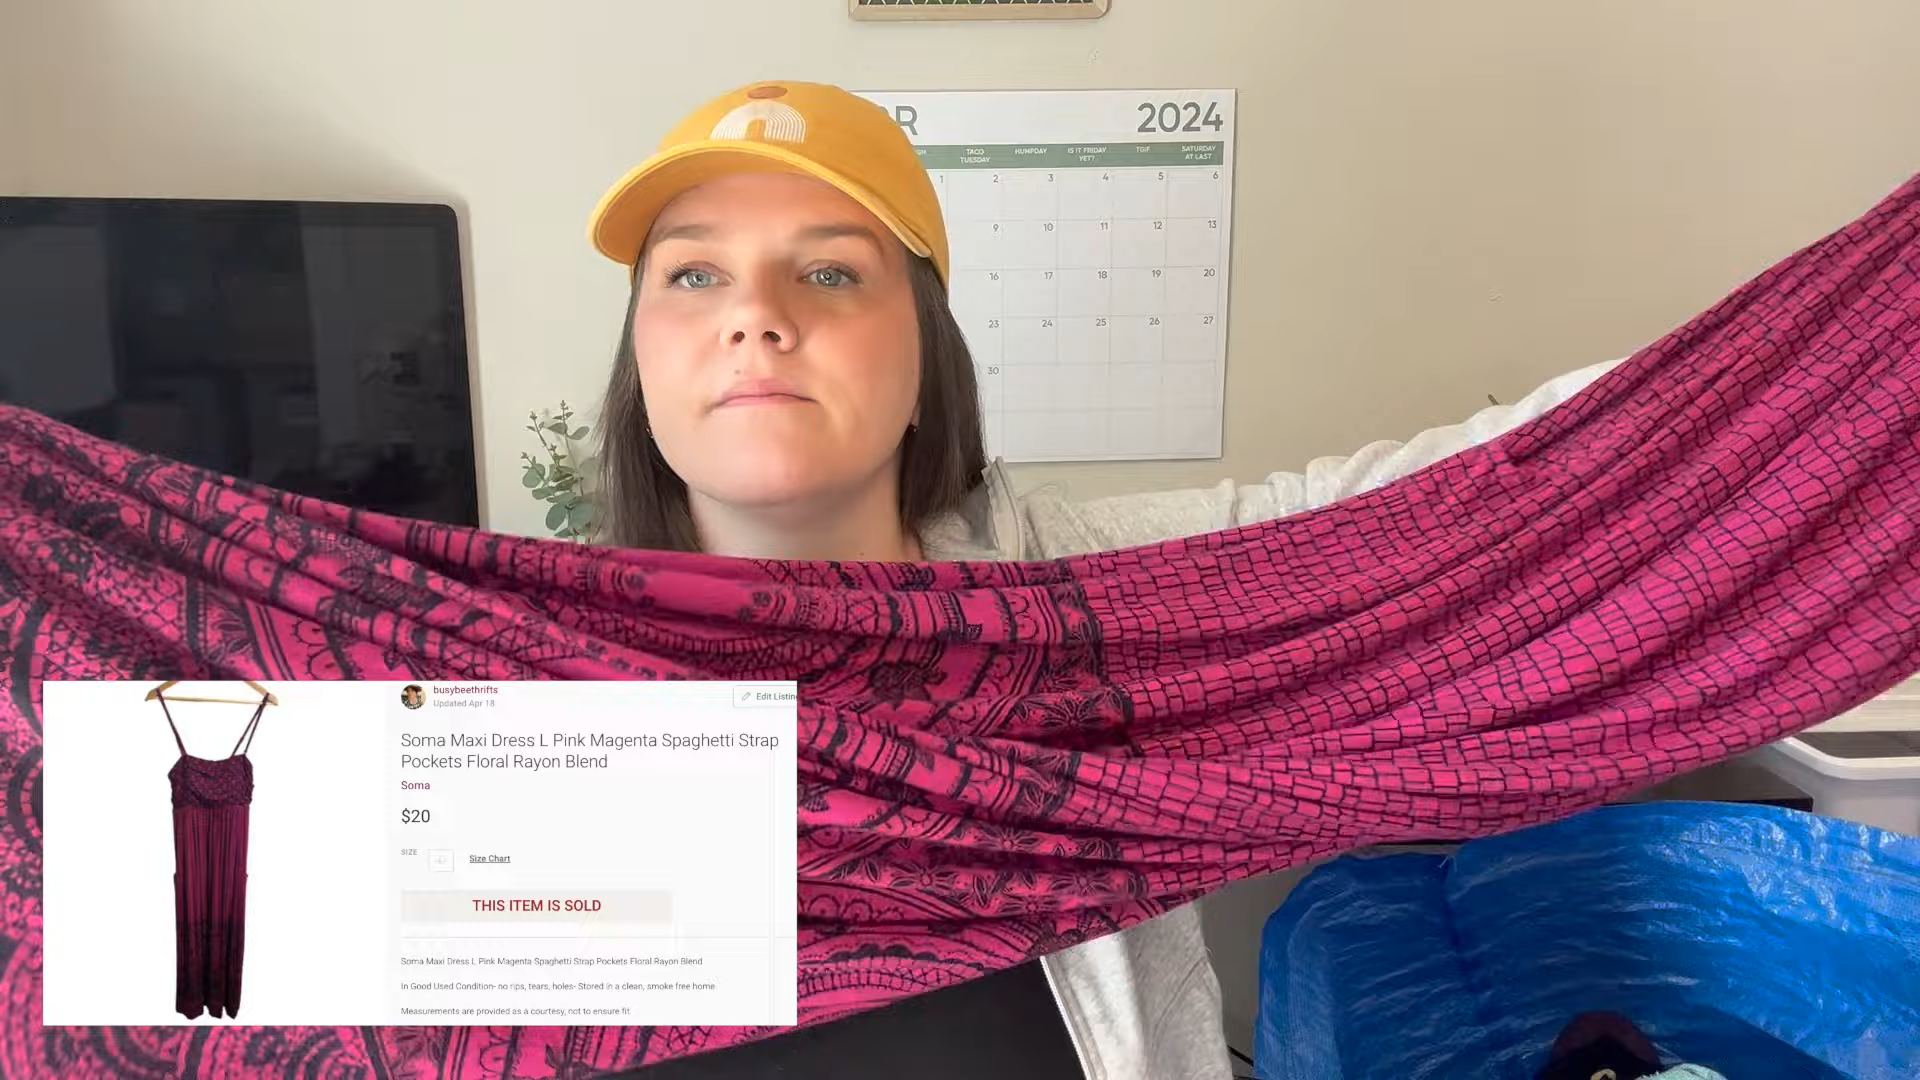 R 2024
TACO TUESDAY HUMPDAY IS IT FRIDAY YET? TGIF SATURDAY AT LAST
1 2 3 4 5 6
9 10 11 12 13
16 17 18 19 20
23 24 25 26 27
30
busybeethrifts
Updated Apr 18
Edit Listin
Soma Maxi Dress L Pink Magenta Spaghetti Strap
Pockets Floral Rayon Blend
Soma
$20
SIZE Size Chart
THIS ITEM IS SOLD
Soma Maxi Dress L Pink Magenta Spaghetti Strap Pockets Floral Rayon Blend
In Good Used Condition- no rips, tears, holes- Stored in a clean, smoke free home.
Measurements are provided as a courtesy, not to ensure fit.